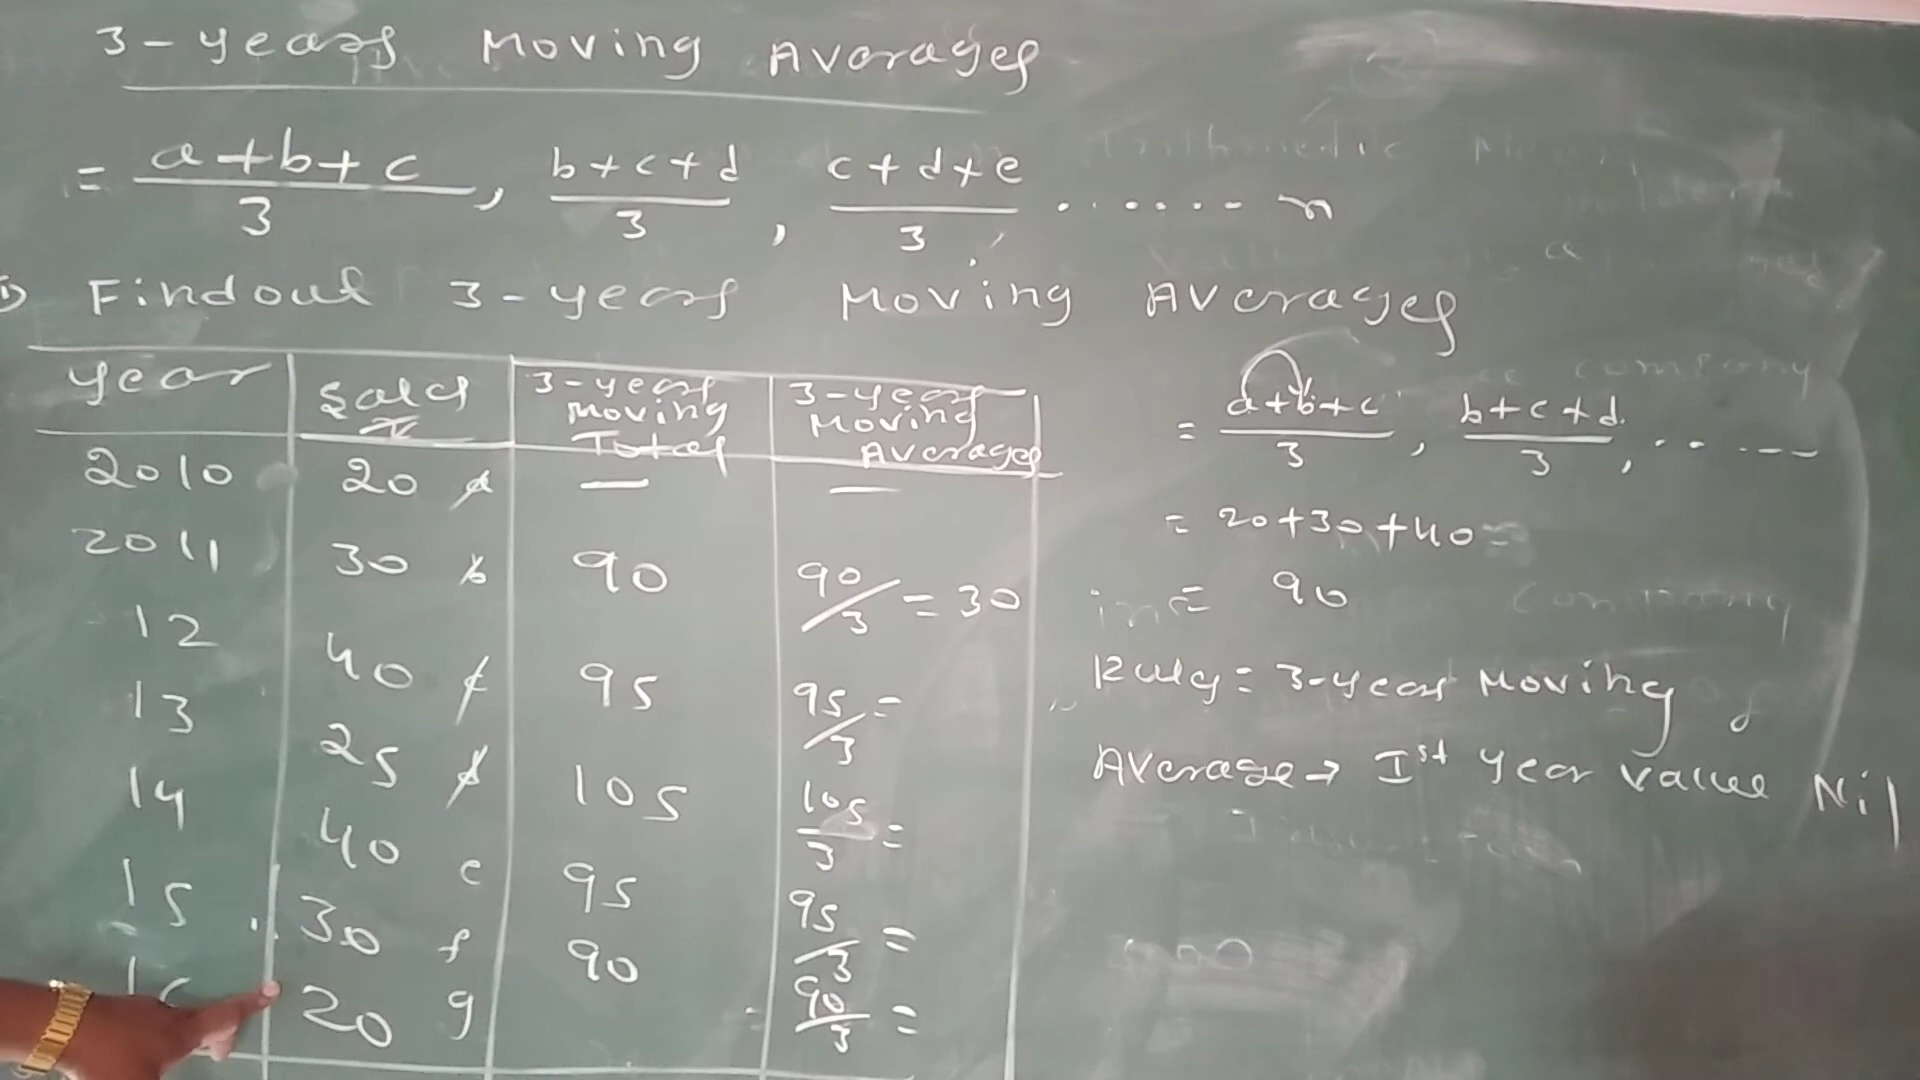 3-years Moving Averages
= a+b+c/3, b+c+d/3, c+d+e/3 ....... n
i) Findout 3-years Moving Averages
Year | Sales ₹ | 3-years Moving Total | 3-years Moving Averages
2010 | 20 a | — | —
2011 | 30 b | 90 | 90/3 = 30
12 | 40 c | 95 | 95/3 =
13 | 25 d | 105 | 105/3 =
14 | 40 e | 95 | 95/3 =
15 | 30 f | 90 | 90/3 =
20 g
= a+b+c/3, b+c+d/3, .....
= 20+30+40
= 90
Rule = 3-years Moving
Average → Ist Year value Nil